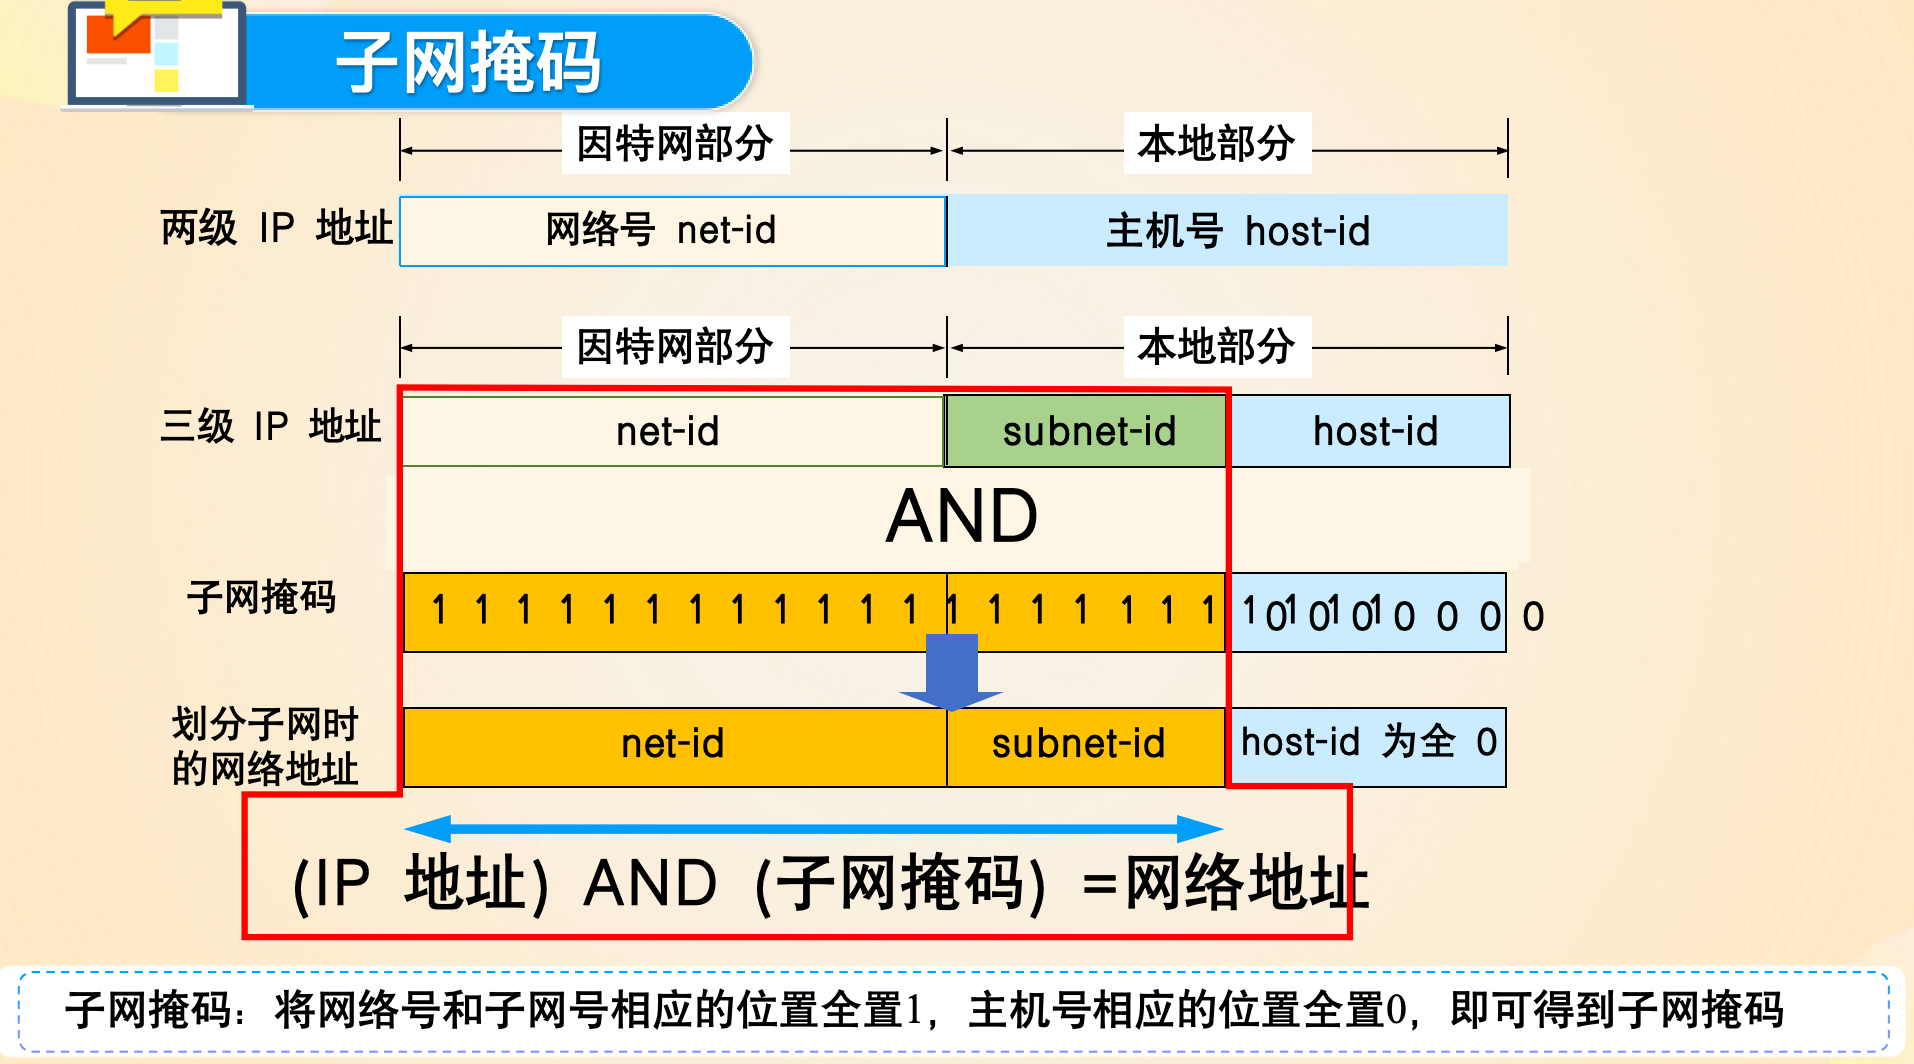 子网掩码
因特网部分 本地部分
两级 IP 地址 网络号 net-id 主机号 host-id
因特网部分 本地部分
三级 IP 地址 net-id subnet-id host-id
AND
子网掩码 1 1 1 1 1 1 1 1 1 1 1 1 1 1 1 1 1 1 1 1 0 1 0 1 0 1 0 0 0 0
划分子网时
的网络地址 net-id subnet-id host-id 为全 0
(IP 地址) AND (子网掩码) =网络地址
子网掩码：将网络号和子网号相应的位置全置1，主机号相应的位置全置0，即可得到子网掩码